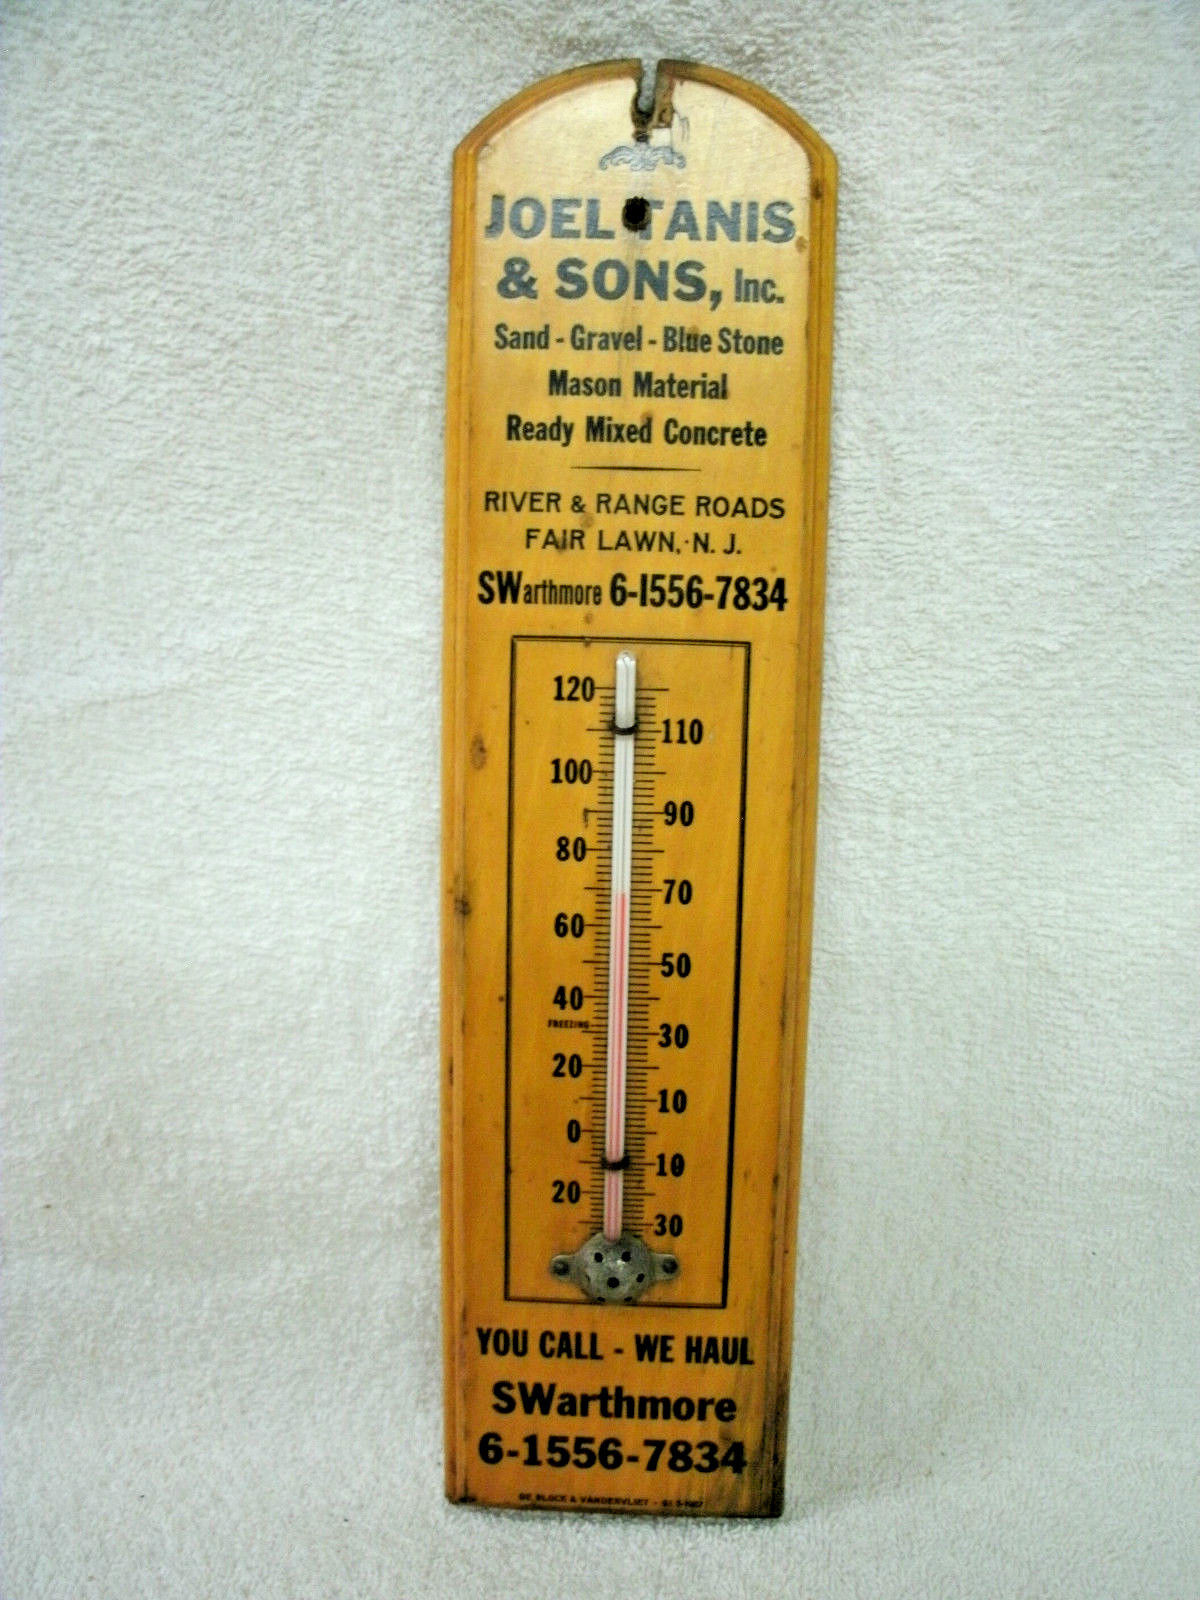 JOEL TANIS
& SONS, Inc.
Sand - Gravel - Blue Stone
Mason Material
Ready Mixed Concrete
RIVER & RANGE ROADS
FAIR LAWN, N. J.
SWarthmore 6-1556-7834
120
110
100
90
80
70
60
50
40
FREEZING
30
20
10
0
10
20
30
YOU CALL - WE HAUL
SWarthmore
6-1556-7834
& VANDERVLIET